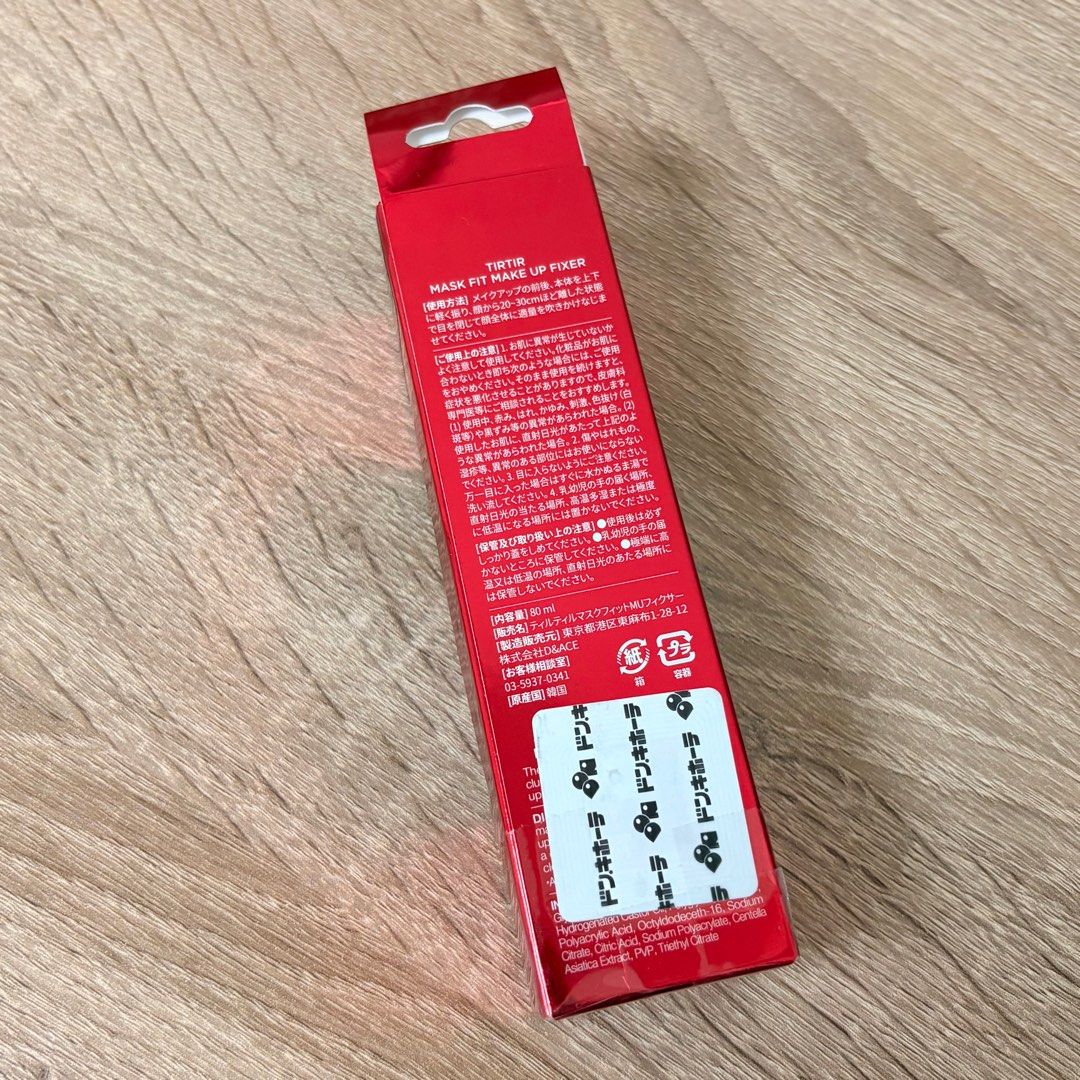 TIRTIR
MASK FIT MAKE UP FIXER
[使用方法] メイクアップの前後、本体を上下
に軽く振り、顔から20~30cmほど離した状態
で目を閉じて顔全体に適量を吹きかけなじま
せてください。
[ご使用上の注意] 1. お肌に異常が生じていないか
よく注意して使用してください。化粧品がお肌に
合わないとき即ち次のような場合には、ご使用
をおやめください。そのまま使用を続けますと、
症状を悪化させることがありますので、皮膚科
専門医等にご相談されることをおすすめします。
(1) 使用中、赤み、はれ、かゆみ、刺激、色抜け(白
斑等)や黒ずみ等の異常があらわれた場合。(2)
使用したお肌に、直射日光があたって上記のよ
うな異常があらわれた場合。2. 傷やはれもの、
湿疹等、異常のある部位にはお使いにならない
でください。3. 目に入らないようにご注意ください。
万一目に入った場合はすぐに水かぬるま湯で
洗い流してください。4. 乳幼児の手の届く場所、
直射日光の当たる場所、高温多湿または極度
に低温になる場所には置かないでください。
[保管及び取り扱い上の注意] ●使用後は必ず
しっかり蓋をしめてください。●乳幼児の手の届
かないところに保管してください。●極端に高
温又は低温の場所、直射日光のあたる場所に
は保管しないでください。
[内容量] 80 ml
[販売名] ティルティルマスクフィットMUフィクサー
[製造販売元] 東京都港区東麻布1-28-12
株式会社D&ACE
[お客様相談室]
03-5937-0341
[原産国] 韓国
紙
箱
プラ
容器
ドン.キホーテ
ドン.キホーテ
ドン.キホーテ
Hydrogenated Castor Oil,
Polyacrylic Acid, Octyldodeceth-16, Sodium
Citrate, Citric Acid, Sodium Polyacrylate, Centella
Asiatica Extract, PVP, Triethyl Citrate